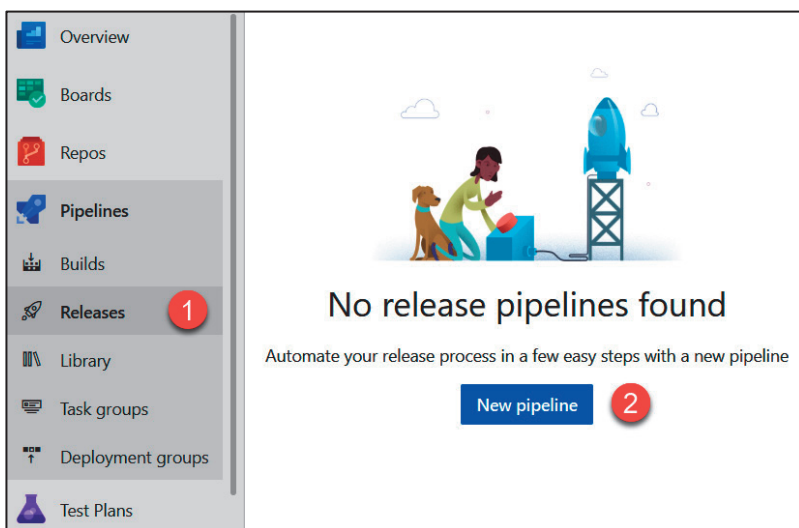 Overview
Boards
Repos
Pipelines
Builds
Releases 1
Library
Task groups
Deployment groups
Test Plans
No release pipelines found
Automate your release process in a few easy steps with a new pipeline
New pipeline 2